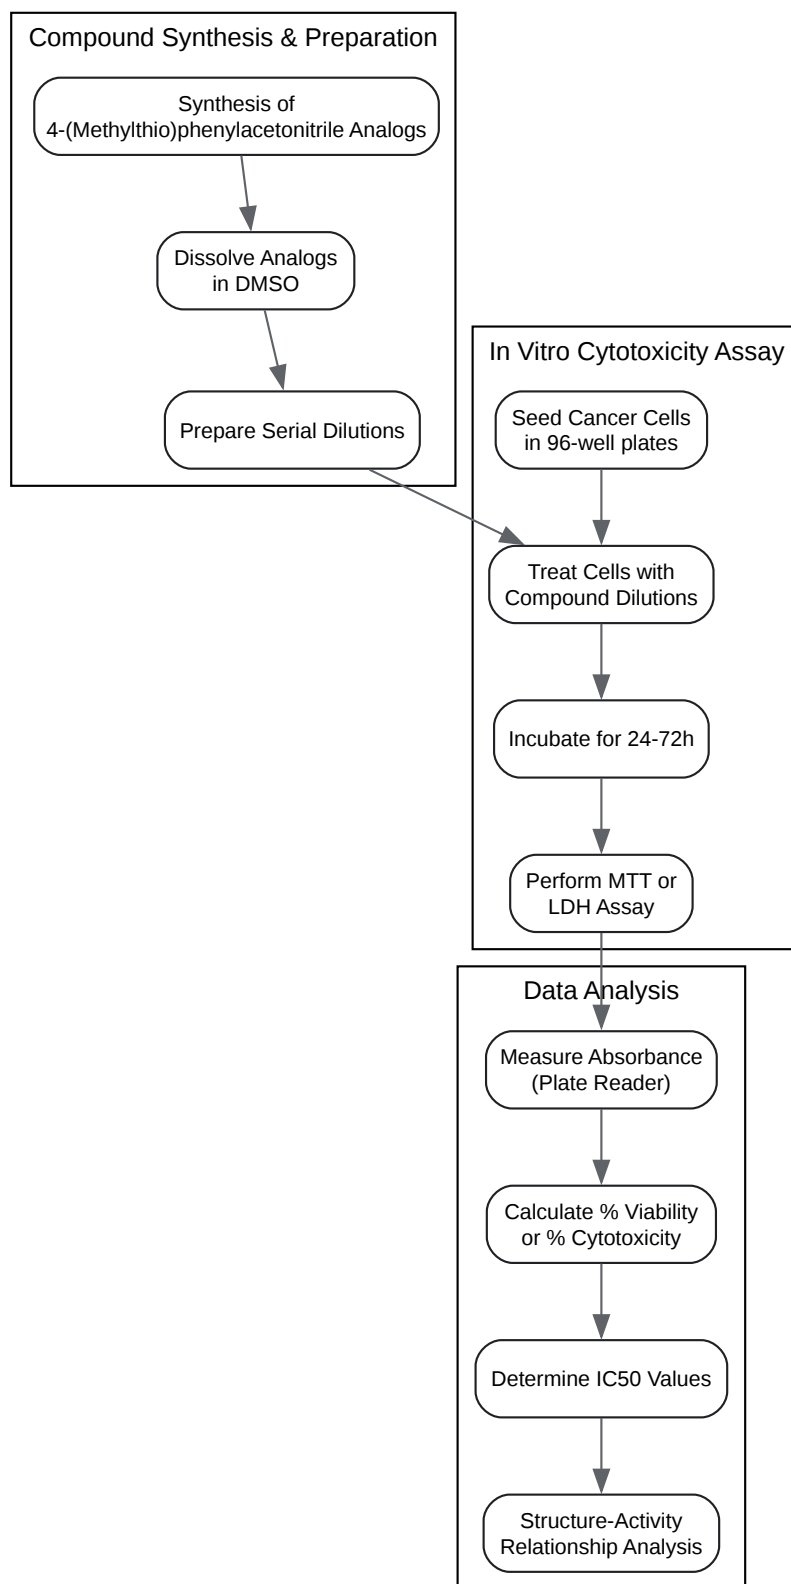 Compound Synthesis & Preparation
Synthesis of
4-(Methylthio)phenylacetonitrile Analogs
Dissolve Analogs
in DMSO
Prepare Serial Dilutions
In Vitro Cytotoxicity Assay
Seed Cancer Cells
in 96-well plates
Treat Cells with
Compound Dilutions
Incubate for 24-72h
Perform MTT or
LDH Assay
Data Analysis
Measure Absorbance
(Plate Reader)
Calculate % Viability
or % Cytotoxicity
Determine IC50 Values
Structure-Activity
Relationship Analysis